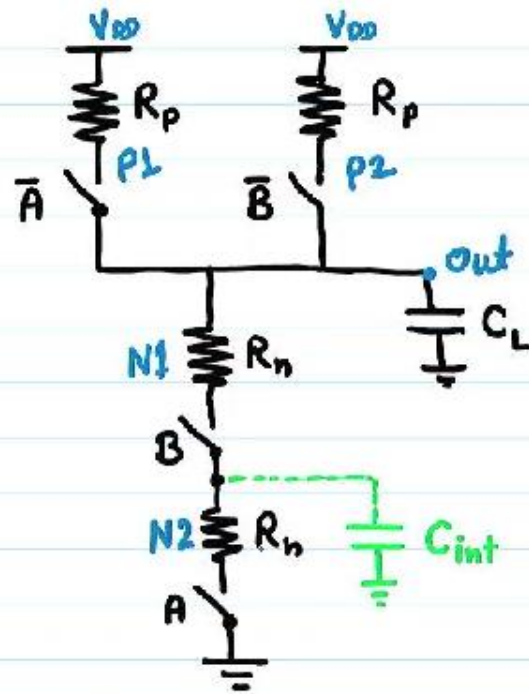 VDD VDD
Rp Rp
P1 P2
A̅ B̅
Out
CL
N1 Rn
B
N2 Rn Cint
A